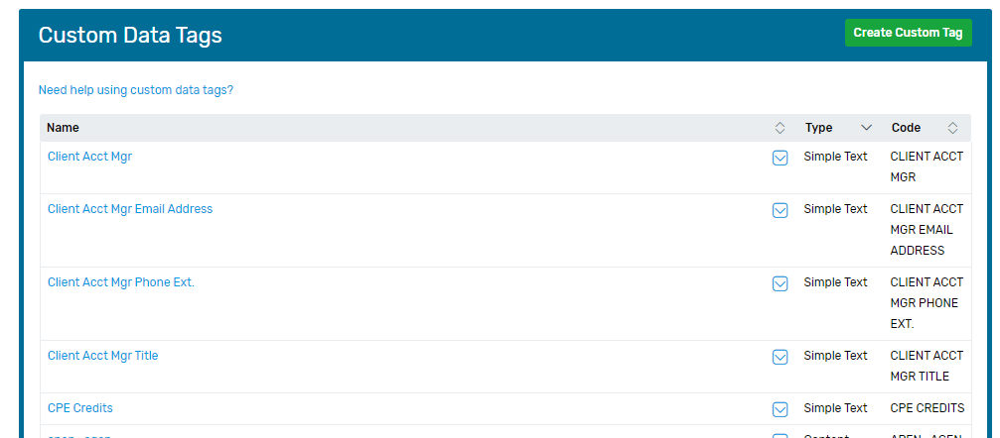 Custom Data Tags
Create Custom Tag
Need help using custom data tags?
Name Type Code
Client Acct Mgr Simple Text CLIENT ACCT
MGR
Client Acct Mgr Email Address Simple Text CLIENT ACCT
MGR EMAIL
ADDRESS
Client Acct Mgr Phone Ext. Simple Text CLIENT ACCT
MGR PHONE
EXT.
Client Acct Mgr Title Simple Text CLIENT ACCT
MGR TITLE
CPE Credits Simple Text CPE CREDITS
Content